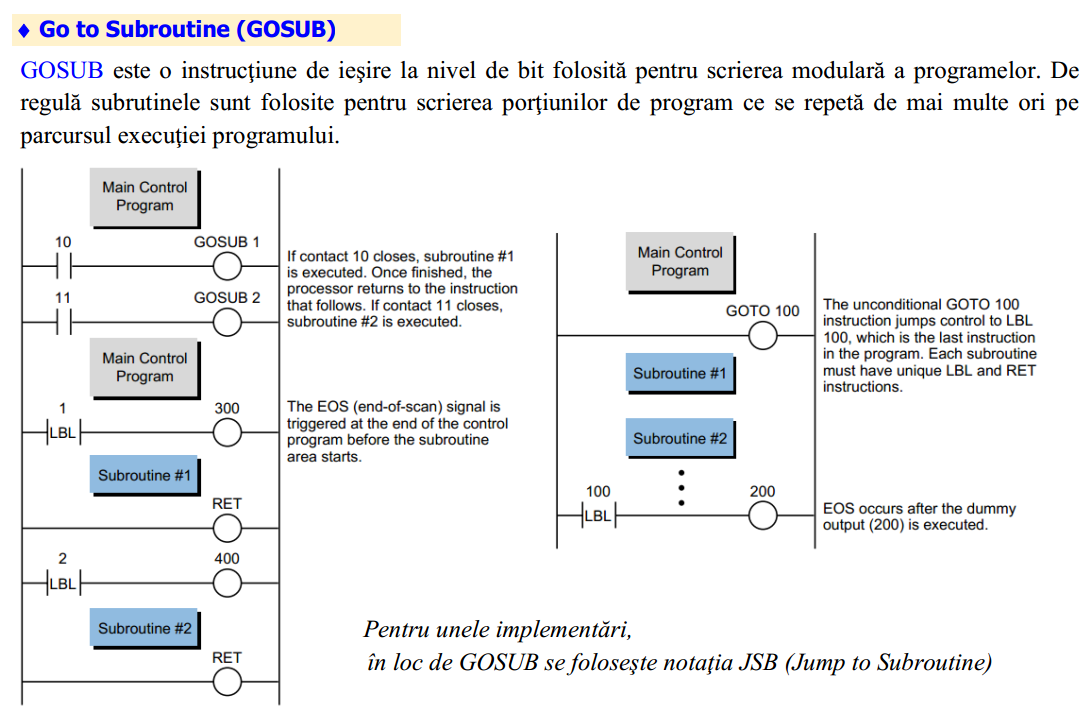 ♦ Go to Subroutine (GOSUB)
GOSUB este o instrucţiune de ieşire la nivel de bit folosită pentru scrierea modulară a programelor. De
regulă subrutinele sunt folosite pentru scrierea porţiunilor de program ce se repetă de mai multe ori pe
parcursul execuţiei programului.
Main Control
Program
10
GOSUB 1
11
GOSUB 2
If contact 10 closes, subroutine #1
is executed. Once finished, the
processor returns to the instruction
that follows. If contact 11 closes,
subroutine #2 is executed.
Main Control
Program
1
300
LBL
The EOS (end-of-scan) signal is
triggered at the end of the control
program before the subroutine
area starts.
Subroutine #1
RET
2
400
LBL
Subroutine #2
RET
Main Control
Program
GOTO 100
The unconditional GOTO 100
instruction jumps control to LBL
100, which is the last instruction
in the program. Each subroutine
must have unique LBL and RET
instructions.
Subroutine #1
Subroutine #2
100
200
LBL
EOS occurs after the dummy
output (200) is executed.
Pentru unele implementări,
în loc de GOSUB se foloseşte notaţia JSB (Jump to Subroutine)